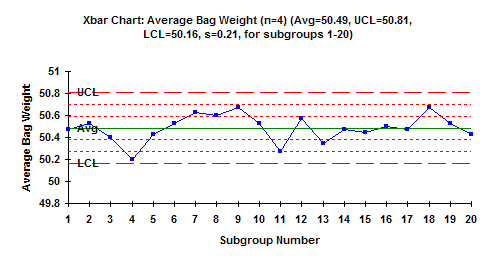 Xbar Chart: Average Bag Weight (n=4) (Avg=50.49, UCL=50.81,
LCL=50.16, s=0.21, for subgroups 1-20)
Average Bag Weight
51
50.8
50.6
50.4
50.2
50
49.8
UCL
Avg
LCL
1 2 3 4 5 6 7 8 9 10 11 12 13 14 15 16 17 18 19 20
Subgroup Number